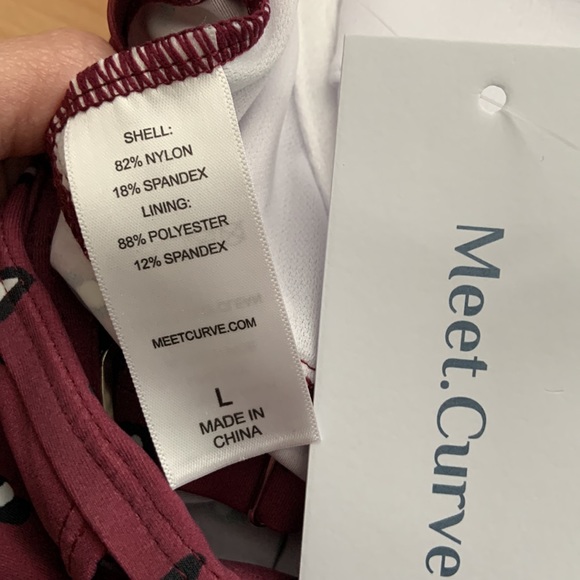 SHELL:
82% NYLON
18% SPANDEX
LINING:
88% POLYESTER
12% SPANDEX
MEETCURVE.COM
L
MADE IN
CHINA
Meet.Curve